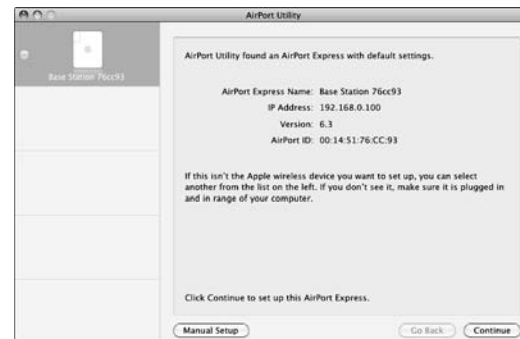 AirPort Utility
Base Station 76cc93
AirPort Utility found an AirPort Express with default settings.
AirPort Express Name: Base Station 76cc93
IP Address: 192.168.0.100
Version: 6.3
AirPort ID: 00:14:51:76:CC:93
If this isn't the Apple wireless device you want to set up, you can select
another from the list on the left. If you don't see it, make sure it is plugged in
and in range of your computer.
Click Continue to set up this AirPort Express.
Manual Setup
Go Back
Continue